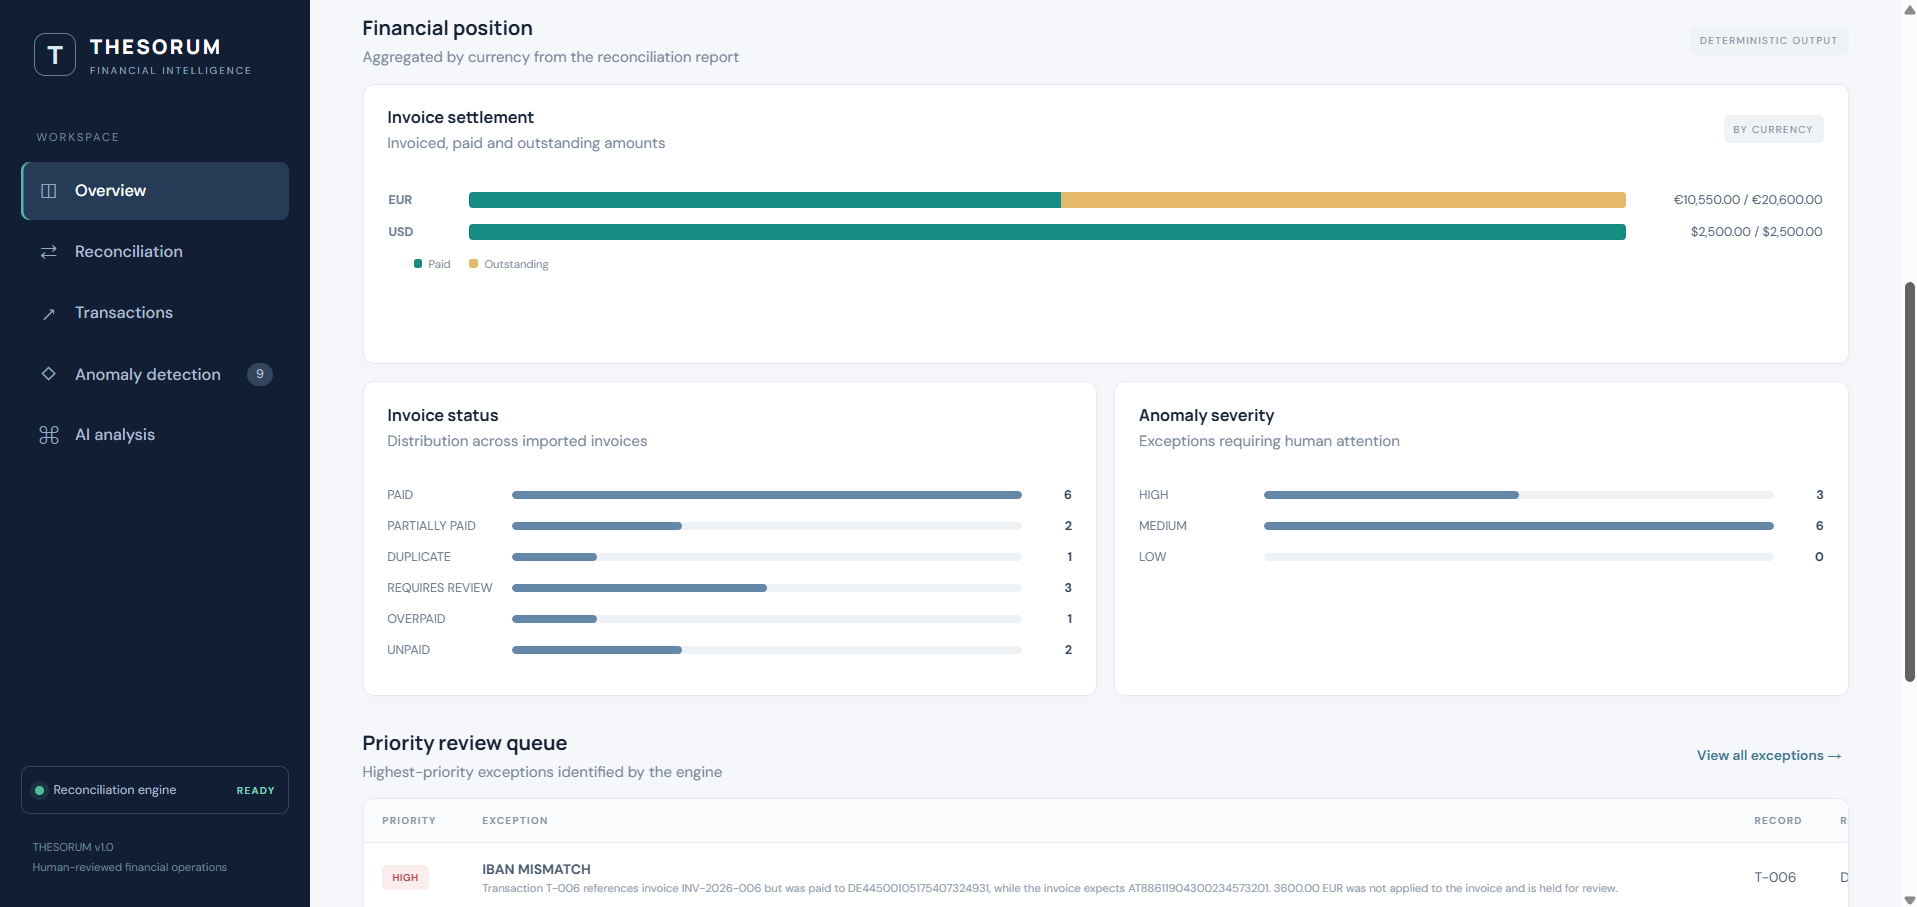 T
THESORUM
FINANCIAL INTELLIGENCE
WORKSPACE
Overview
Reconciliation
Transactions
Anomaly detection 9
AI analysis
Reconciliation engine READY
THESORUM v1.0
Human-reviewed financial operations
Financial position
Aggregated by currency from the reconciliation report
DETERMINISTIC OUTPUT
Invoice settlement
Invoiced, paid and outstanding amounts
BY CURRENCY
EUR €10,550.00 / €20,600.00
USD $2,500.00 / $2,500.00
Paid Outstanding
Invoice status
Distribution across imported invoices
PAID 6
PARTIALLY PAID 2
DUPLICATE 1
REQUIRES REVIEW 3
OVERPAID 1
UNPAID 2
Anomaly severity
Exceptions requiring human attention
HIGH 3
MEDIUM 6
LOW 0
Priority review queue
Highest-priority exceptions identified by the engine
View all exceptions →
PRIORITY EXCEPTION RECORD R
HIGH
IBAN MISMATCH
Transaction T-006 references invoice INV-2026-006 but was paid to DE44500105175407324931, while the invoice expects AT88611904300234573201. 3600.00 EUR was not applied to the invoice and is held for review.
T-006